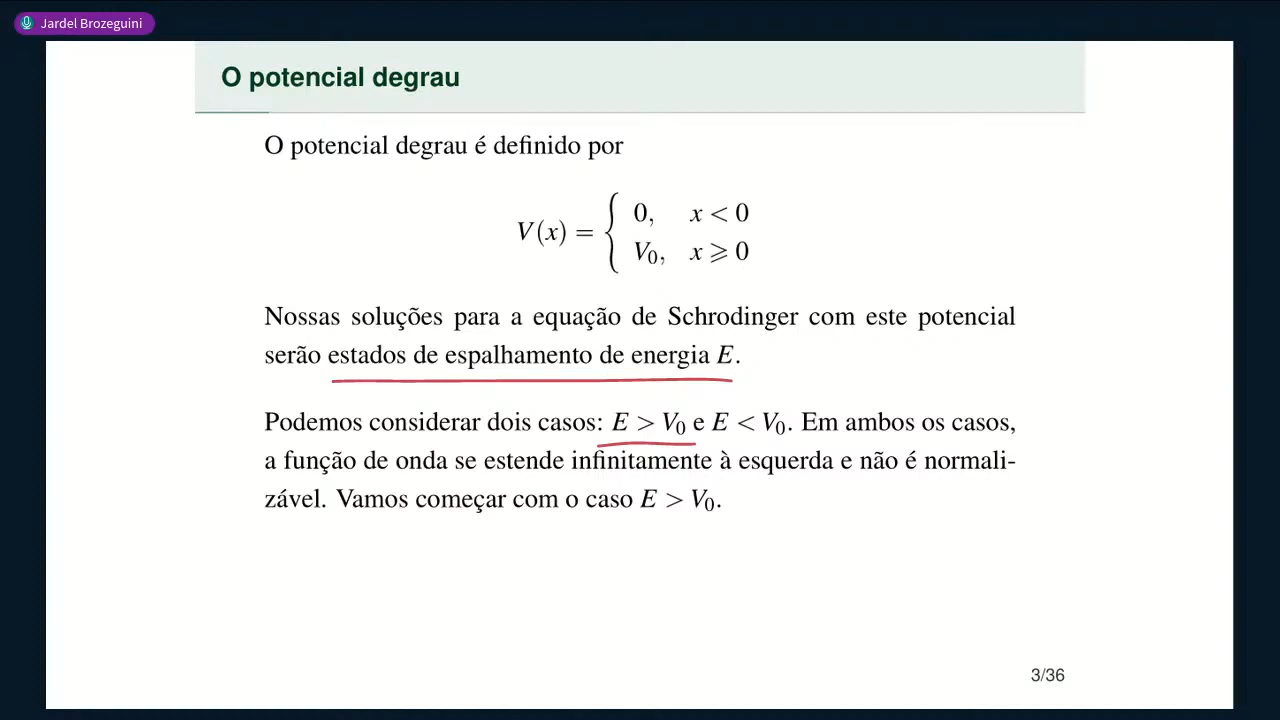 Jardel Brozeguini
O potencial degrau
O potencial degrau é definido por
V(x) = { 0, x < 0
V₀, x ⩾ 0
Nossas soluções para a equação de Schrodinger com este potencial
serão estados de espalhamento de energia E.
Podemos considerar dois casos: E > V₀ e E < V₀. Em ambos os casos,
a função de onda se estende infinitamente à esquerda e não é normali-
zável. Vamos começar com o caso E > V₀.
3/36